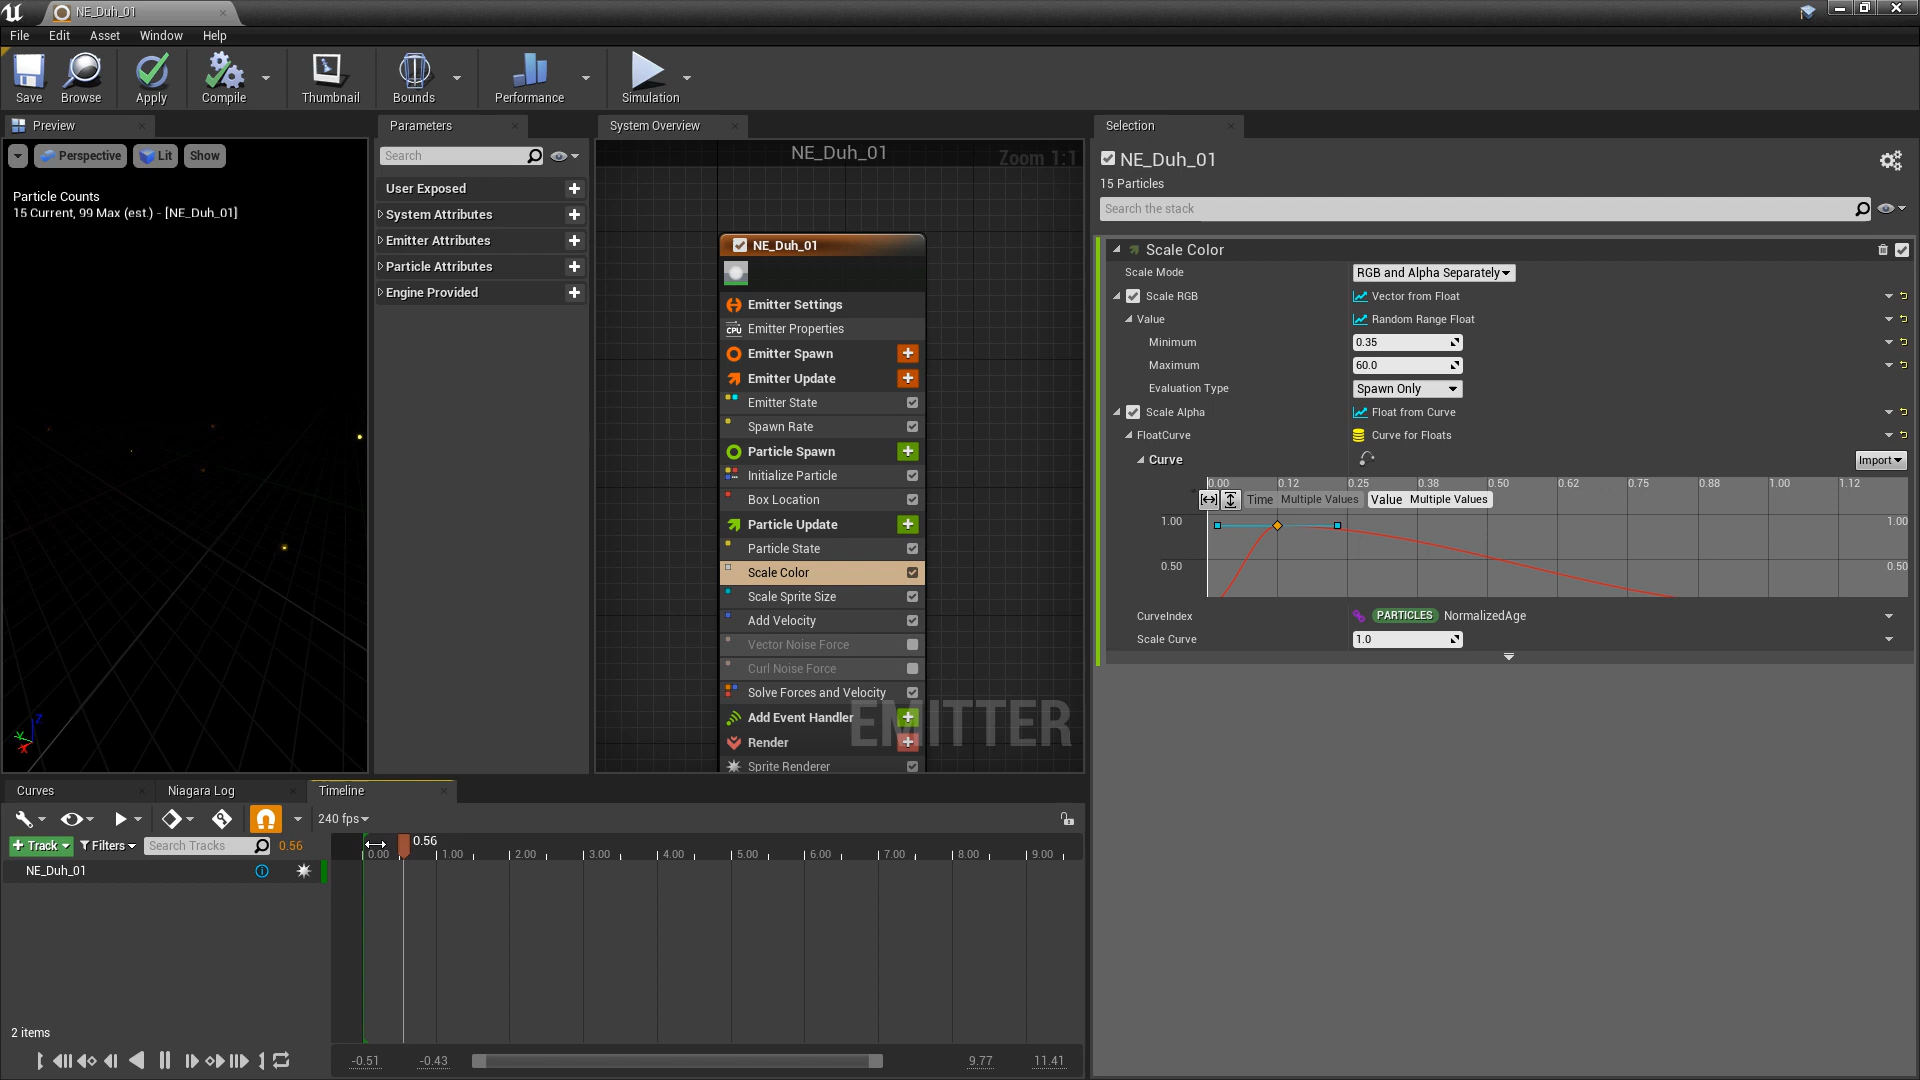 NE_Duh_01
File Edit Asset Window Help
Save Browse Apply Compile Thumbnail Bounds Performance Simulation
Preview
Perspective Lit Show
Particle Counts
15 Current, 99 Max (est.) - [NE_Duh_01]
Z
Y
X
Parameters
Search
User Exposed
System Attributes
Emitter Attributes
Particle Attributes
Engine Provided
System Overview
NE_Duh_01
Zoom 1:1
NE_Duh_01
Emitter Settings
CPU Emitter Properties
Emitter Spawn
Emitter Update
Emitter State
Spawn Rate
Particle Spawn
Initialize Particle
Box Location
Particle Update
Particle State
Scale Color
Scale Sprite Size
Add Velocity
Vector Noise Force
Curl Noise Force
Solve Forces and Velocity
Add Event Handler
Render
Sprite Renderer
EMITTER
Selection
NE_Duh_01
15 Particles
Search the stack
Scale Color
Scale Mode RGB and Alpha Separately
Scale RGB Vector from Float
Value Random Range Float
Minimum 0.35
Maximum 60.0
Evaluation Type Spawn Only
Scale Alpha Float from Curve
FloatCurve Curve for Floats
Curve Import
0.00 0.12 0.25 0.38 0.50 0.62 0.75 0.88 1.00 1.12
Time Multiple Values Value Multiple Values
1.00 1.00
0.50 0.50
CurveIndex PARTICLES NormalizedAge
Scale Curve 1.0
Curves Niagara Log Timeline
240 fps
Track Filters Search Tracks 0.56
0.56
0.00 1.00 2.00 3.00 4.00 5.00 6.00 7.00 8.00 9.00
NE_Duh_01
2 items
-0.51 -0.43 9.77 11.41